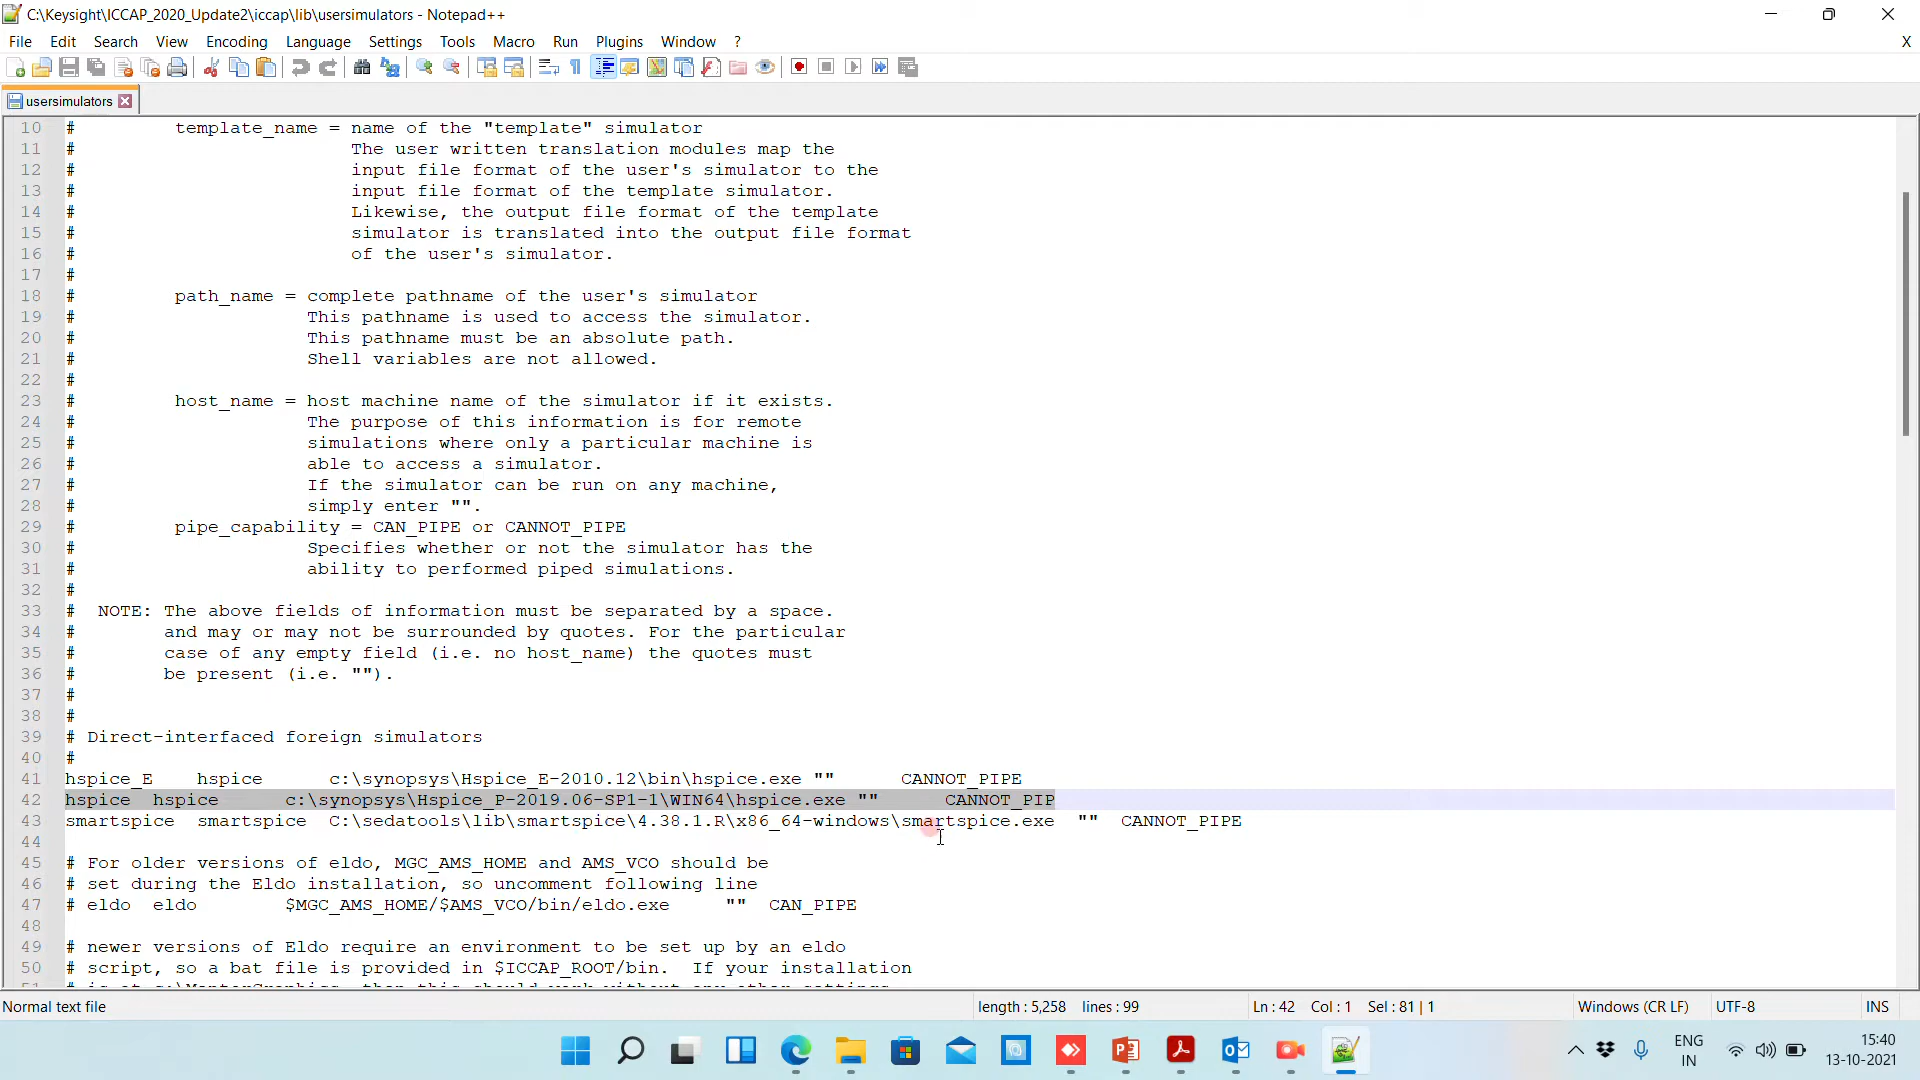 C:\Keysight\ICCAP_2020_Update2\iccap\lib\usersimulators - Notepad++
File Edit Search View Encoding Language Settings Tools Macro Run Plugins Window ? X
usersimulators
10 # template_name = name of the "template" simulator
11 # The user written translation modules map the
12 # input file format of the user's simulator to the
13 # input file format of the template simulator.
14 # Likewise, the output file format of the template
15 # simulator is translated into the output file format
16 # of the user's simulator.
17 #
18 # path_name = complete pathname of the user's simulator
19 # This pathname is used to access the simulator.
20 # This pathname must be an absolute path.
21 # Shell variables are not allowed.
22 #
23 # host_name = host machine name of the simulator if it exists.
24 # The purpose of this information is for remote
25 # simulations where only a particular machine is
26 # able to access a simulator.
27 # If the simulator can be run on any machine,
28 # simply enter "".
29 # pipe_capability = CAN_PIPE or CANNOT_PIPE
30 # Specifies whether or not the simulator has the
31 # ability to performed piped simulations.
32 #
33 # NOTE: The above fields of information must be separated by a space.
34 # and may or may not be surrounded by quotes. For the particular
35 # case of any empty field (i.e. no host_name) the quotes must
36 # be present (i.e. "").
37 #
38 #
39 # Direct-interfaced foreign simulators
40 #
41 hspice_E hspice c:\synopsys\Hspice_E-2010.12\bin\hspice.exe "" CANNOT_PIPE
42 hspice hspice c:\synopsys\Hspice_P-2019.06-SP1-1\WIN64\hspice.exe "" CANNOT_PIP
43 smartspice smartspice C:\sedatools\lib\smartspice\4.38.1.R\x86_64-windows\smartspice.exe "" CANNOT_PIPE
44
45 # For older versions of eldo, MGC_AMS_HOME and AMS_VCO should be
46 # set during the Eldo installation, so uncomment following line
47 # eldo eldo $MGC_AMS_HOME/$AMS_VCO/bin/eldo.exe "" CAN_PIPE
48
49 # newer versions of Eldo require an environment to be set up by an eldo
50 # script, so a bat file is provided in $ICCAP_ROOT/bin. If your installation
Normal text file length : 5,258 lines : 99 Ln : 42 Col : 1 Sel : 81 | 1 Windows (CR LF) UTF-8 INS
ENG
IN
15:40
13-10-2021